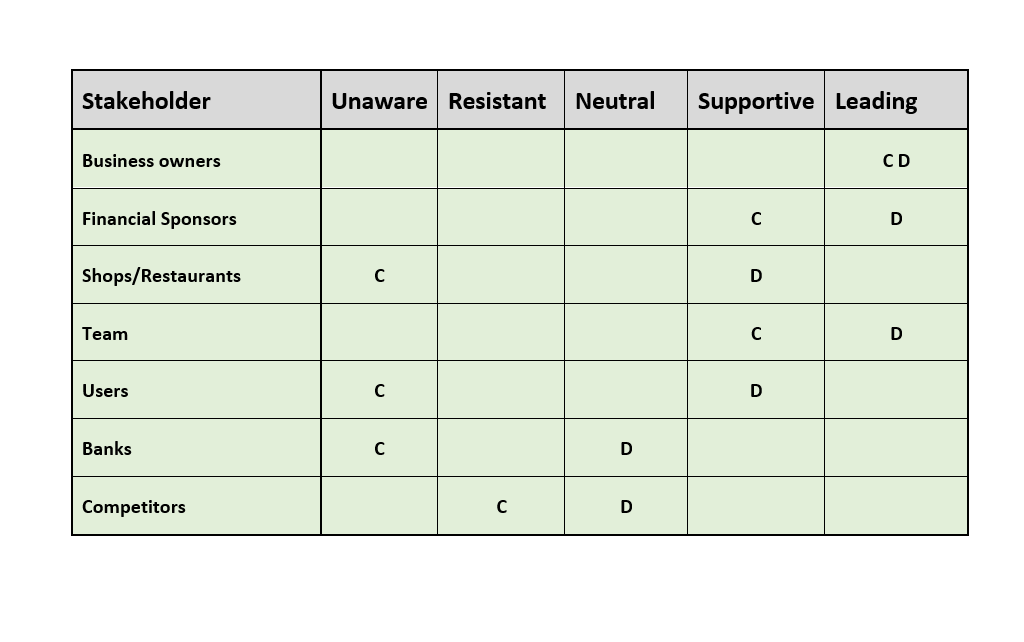 Stakeholder Unaware Resistant Neutral Supportive Leading
Business owners C D
Financial Sponsors C D
Shops/Restaurants C D
Team C D
Users C D
Banks C D
Competitors C D